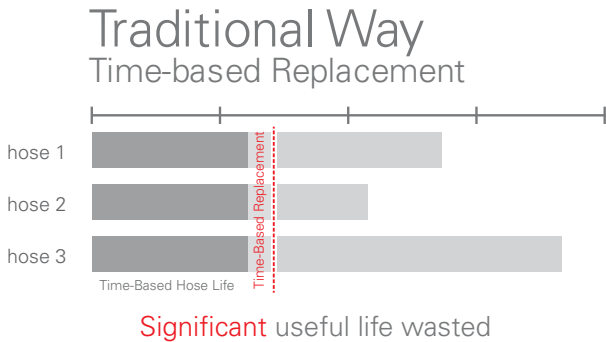 Traditional Way
Time-based Replacement
hose 1
hose 2
hose 3
Time-Based Replacement
Time-Based Hose Life
Significant useful life wasted